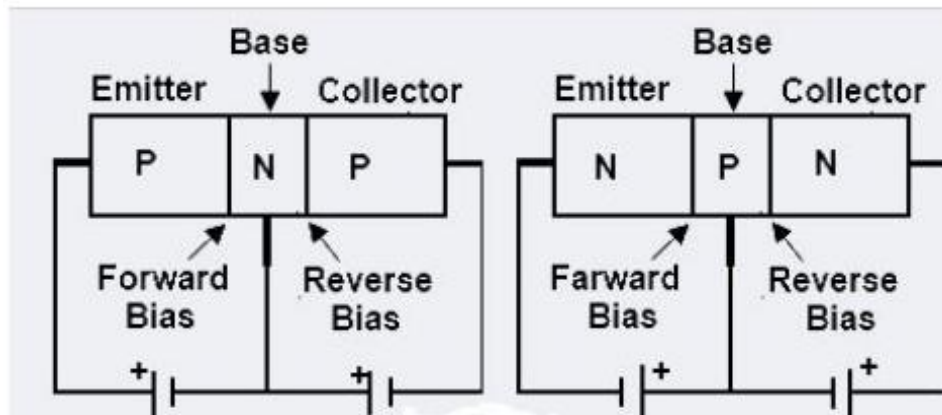 Base
Emitter
Collector
P
N
P
Forward
Bias
Reverse
Bias
+
+
Base
Emitter
Collector
N
P
N
Farward
Bias
Reverse
Bias
+
+